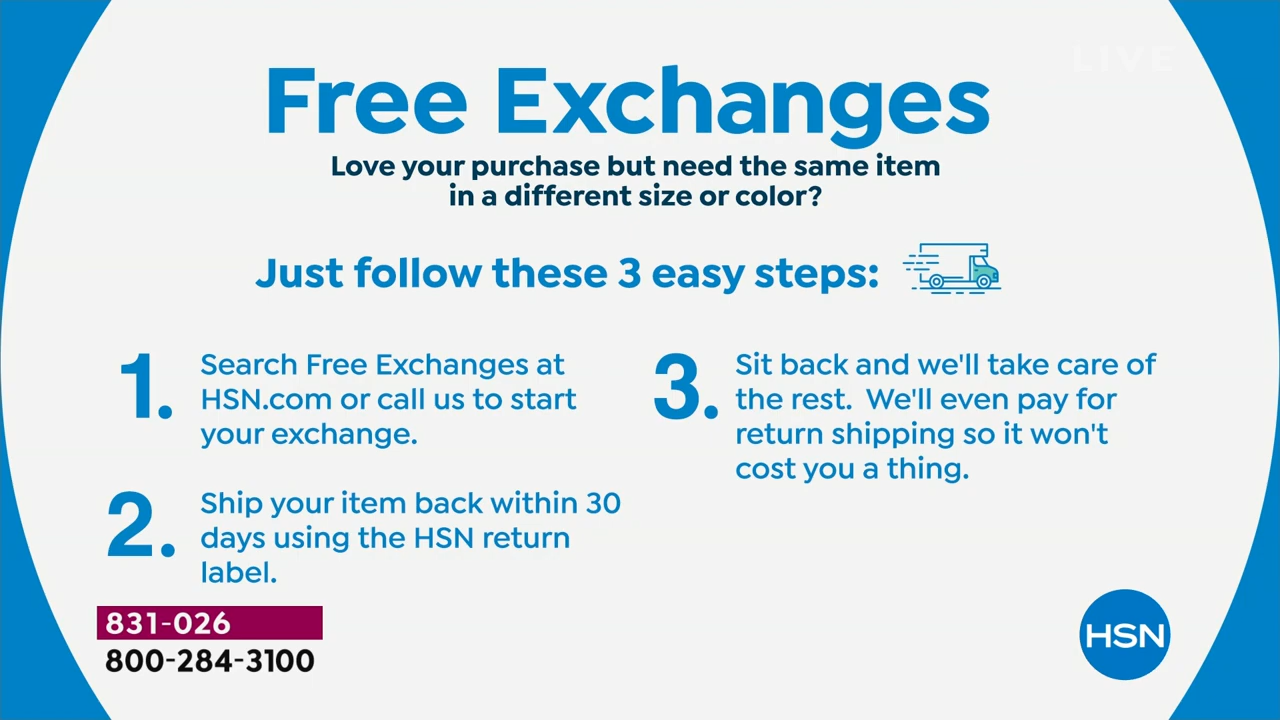 LIVE
Free Exchanges
Love your purchase but need the same item
in a different size or color?
Just follow these 3 easy steps:
1. Search Free Exchanges at
HSN.com or call us to start
your exchange.
2. Ship your item back within 30
days using the HSN return
label.
3. Sit back and we'll take care of
the rest. We'll even pay for
return shipping so it won't
cost you a thing.
831-026
800-284-3100
HSN